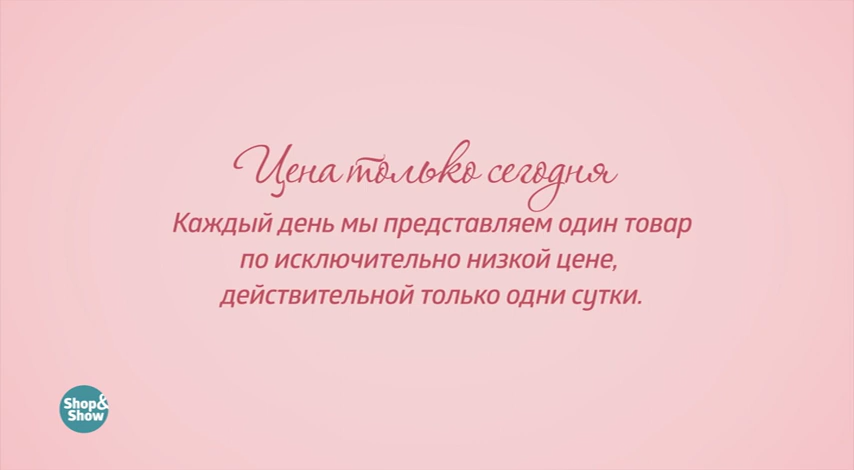 Цена только сегодня
Каждый день мы представляем один товар
по исключительно низкой цене,
действительной только одни сутки.
Shop&
Show